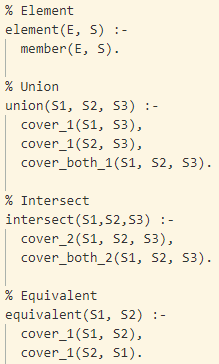 % Element
element(E, S) :-
  member(E, S).

% Union
union(S1, S2, S3) :-
  cover_1(S1, S3),
  cover_1(S2, S3),
  cover_both_1(S1, S2, S3).

% Intersect
intersect(S1,S2,S3) :-
  cover_2(S1, S2, S3),
  cover_both_2(S1, S2, S3).

% Equivalent
equivalent(S1, S2) :-
  cover_1(S1, S2),
  cover_1(S2, S1).